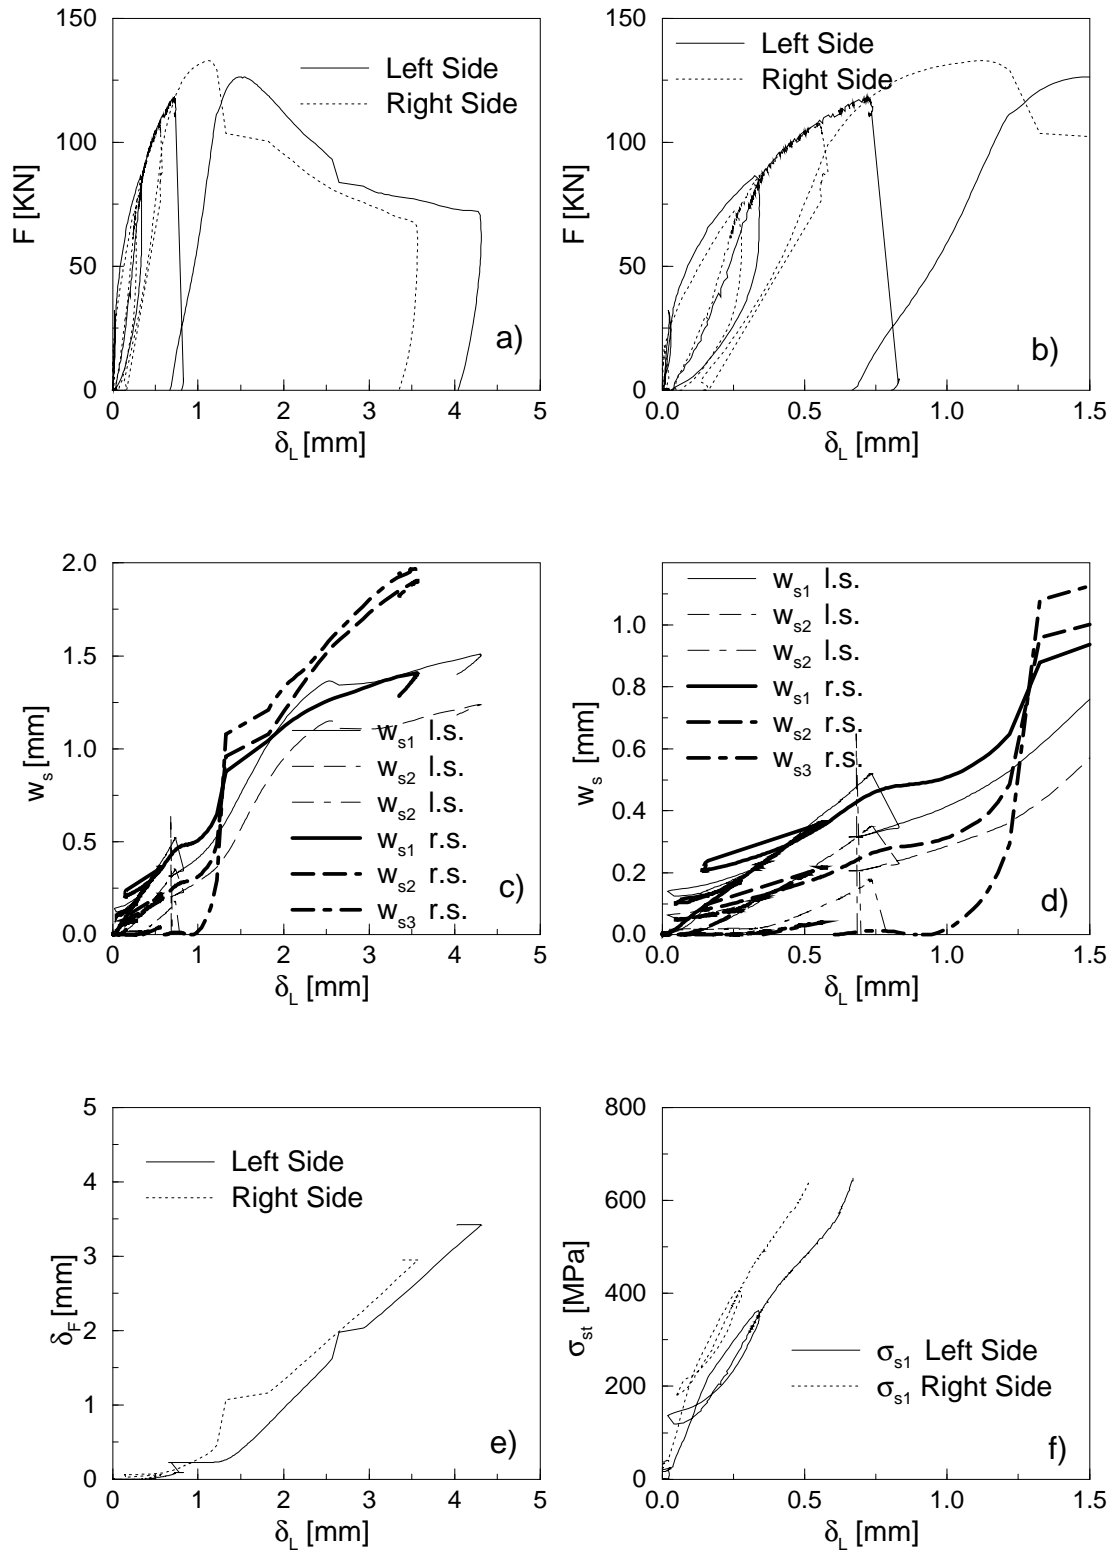 150
100
50
0
F [KN]
Left Side
Right Side
a)
0 1 2 3 4 5
δL [mm]
150
100
50
0
F [KN]
Left Side
Right Side
b)
0.0 0.5 1.0 1.5
δL [mm]
2.0
1.5
1.0
0.5
0.0
ws [mm]
ws1 l.s.
ws2 l.s.
ws2 l.s.
ws1 r.s.
ws2 r.s.
ws3 r.s.
c)
0 1 2 3 4 5
δL [mm]
1.0
0.8
0.6
0.4
0.2
0.0
ws [mm]
ws1 l.s.
ws2 l.s.
ws2 l.s.
ws1 r.s.
ws2 r.s.
ws3 r.s.
d)
0.0 0.5 1.0 1.5
δL [mm]
5
4
3
2
1
0
δF [mm]
Left Side
Right Side
e)
0 1 2 3 4 5
δL [mm]
800
600
400
200
0
σst [MPa]
σs1 Left Side
σs1 Right Side
f)
0.0 0.5 1.0 1.5
δL [mm]